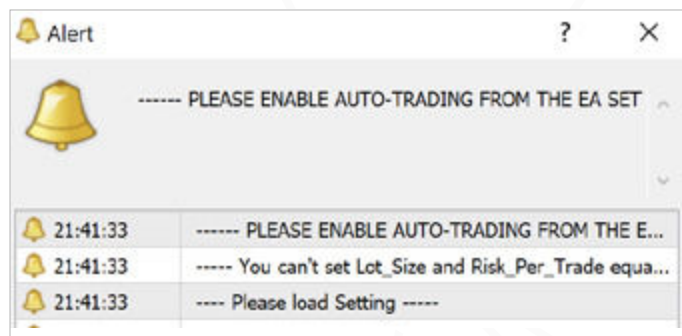 Alert
?
------ PLEASE ENABLE AUTO-TRADING FROM THE EA SET
21:41:33 ------ PLEASE ENABLE AUTO-TRADING FROM THE E...
21:41:33 ----- You can't set Lot_Size and Risk_Per_Trade equa...
21:41:33 ---- Please load Setting -----